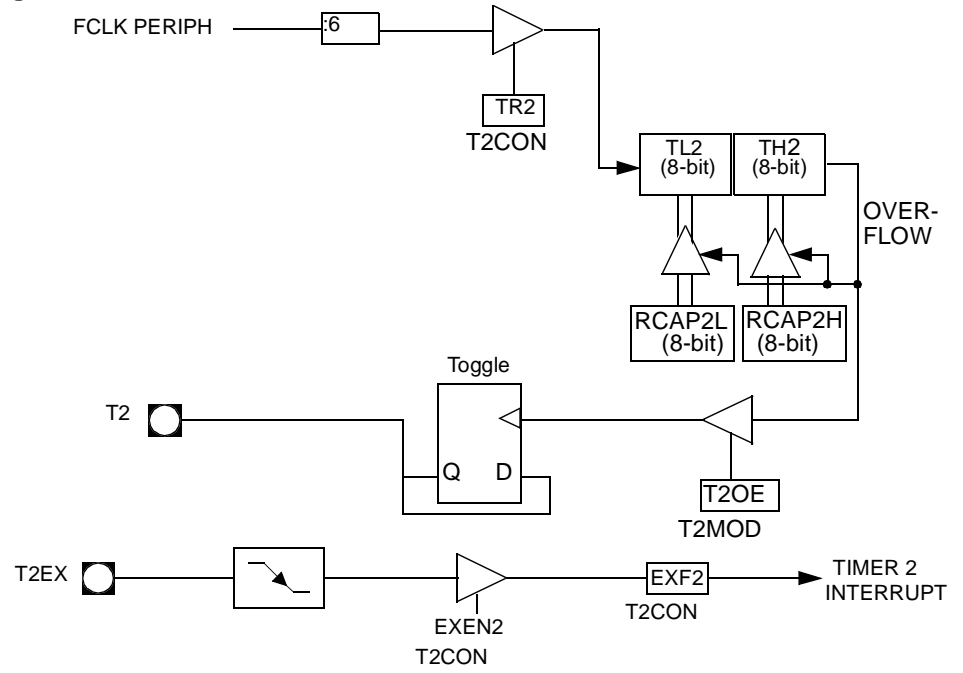 FCLK PERIPH
:6
TR2
T2CON
TL2
(8-bit)
TH2
(8-bit)
OVER-
FLOW
RCAP2L
(8-bit)
RCAP2H
(8-bit)
Toggle
T2
Q
D
T2OE
T2MOD
T2EX
EXEN2
T2CON
EXF2
T2CON
TIMER 2
INTERRUPT